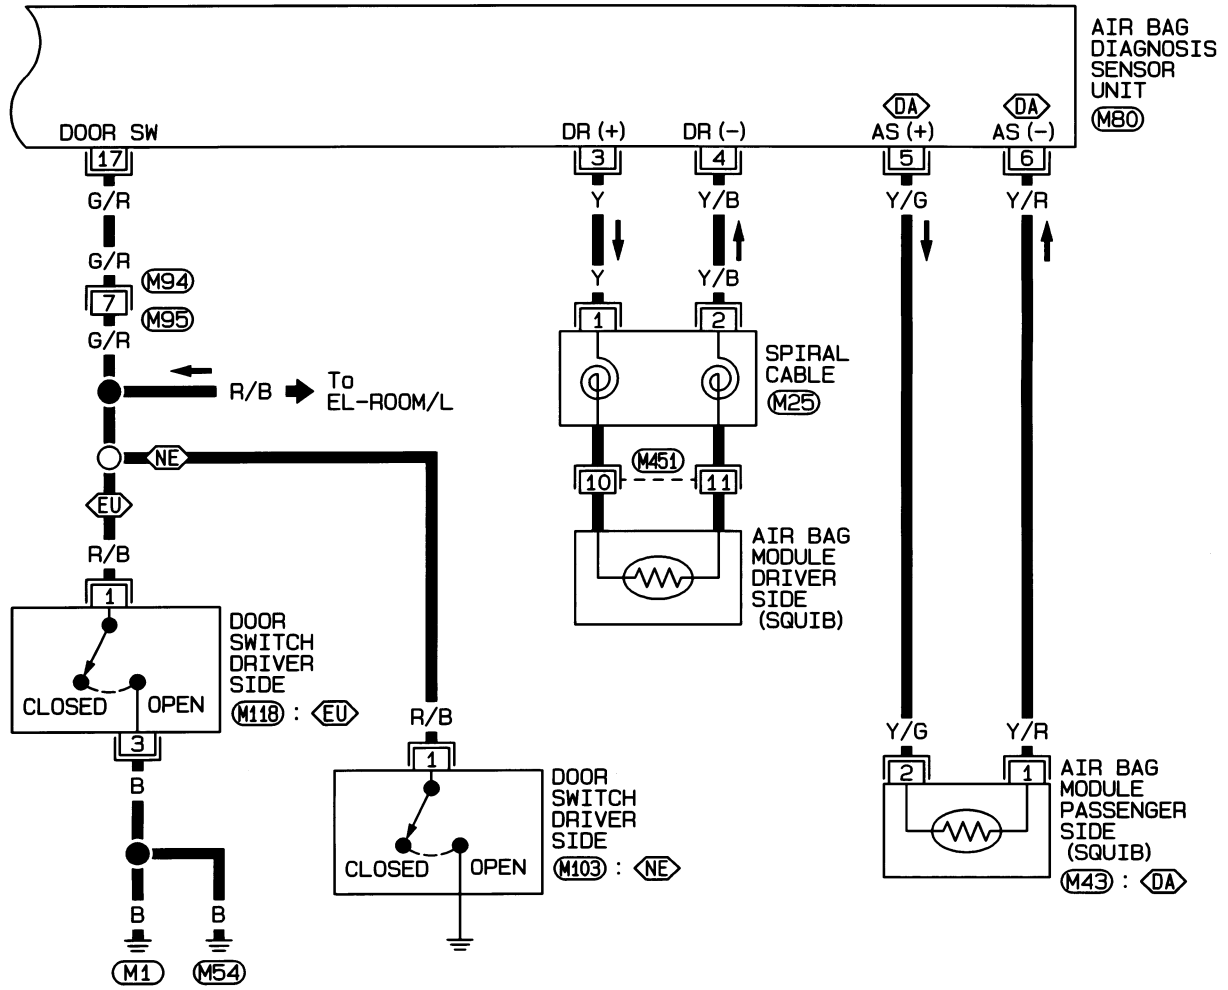 AIR BAG
DIAGNOSIS
SENSOR
UNIT
M80
DA
DA
DOOR SW
DR (+)
DR (-)
AS (+)
AS (-)
17
3
4
5
6
G/R
Y
Y/B
Y/G
Y/R
G/R
Y
Y/B
M94
7
M95
G/R
1
2
SPIRAL
CABLE
M25
R/B
To
EL-ROOM/L
NE
EU
M451
10
11
R/B
AIR BAG
MODULE
DRIVER
SIDE
(SQUIB)
1
DOOR
SWITCH
DRIVER
SIDE
M118 : EU
CLOSED
OPEN
3
B
B
B
M1
M54
R/B
1
DOOR
SWITCH
DRIVER
SIDE
M103 : NE
CLOSED
OPEN
Y/G
Y/R
2
1
AIR BAG
MODULE
PASSENGER
SIDE
(SQUIB)
M43 : DA